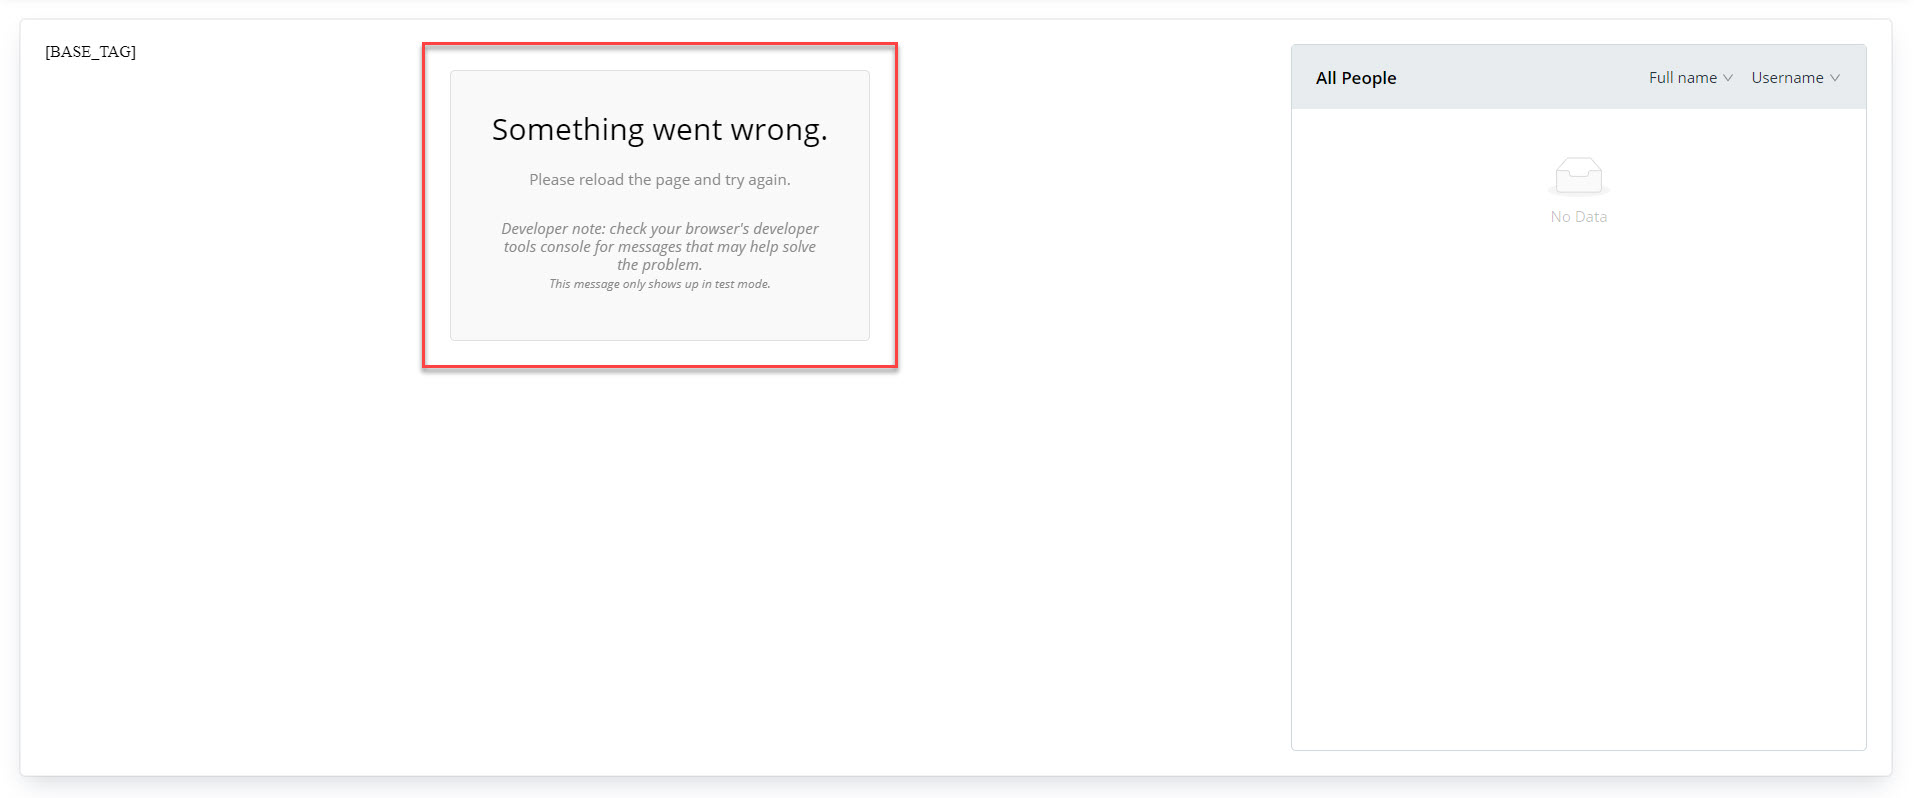 [BASE_TAG]
Something went wrong.
Please reload the page and try again.
Developer note: check your browser's developer
tools console for messages that may help solve
the problem.
This message only shows up in test mode.
All People Full name Username
No Data